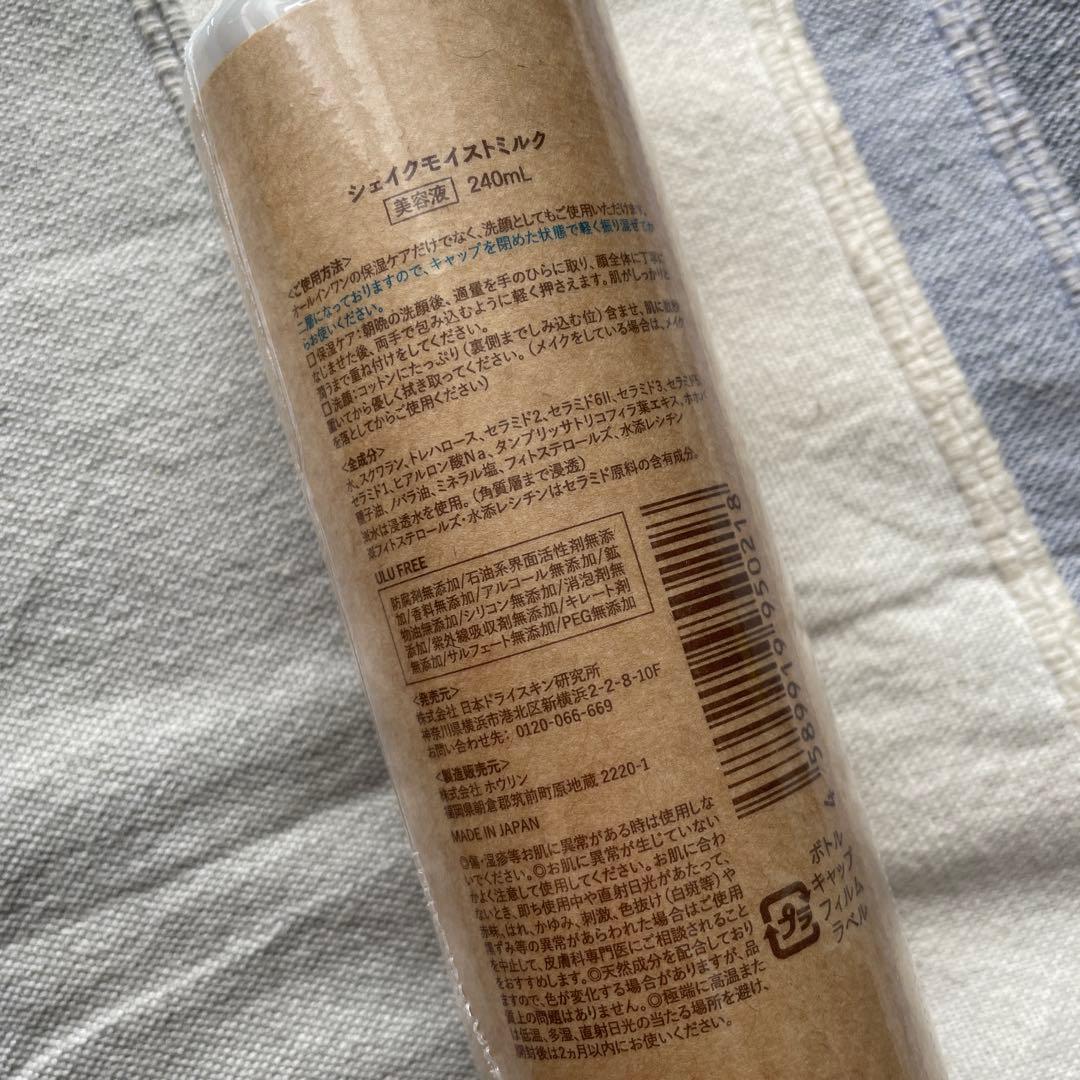 シェイクモイストミルク
美容液 240mL
<ご使用方法>
オールインワンの保湿ケアだけでなく、洗顔としてもご使用いただけます。
二層になっておりますので、キャップを閉めた状態で軽く振り混ぜてか
らお使いください。
□保湿ケア:朝晩の洗顔後、適量を手のひらに取り、顔全体に丁寧に
なじませた後、両手で包み込むように軽く押さえます。肌がしっかりと
潤うまで重ね付けをしてください。
□洗顔:コットンにたっぷり(裏側までしみ込む位)含ませ、肌に
置いてから優しく拭き取ってください。(メイクをしている場合は、メイク
を落としてからご使用ください)
<全成分>
水、スクワラン、トレハロース、セラミド2、セラミド6II、セラミド3、セラミド5、
セラミド1、ヒアルロン酸Na、タンブリッサトリコフィラ葉エキス、ホホバ
種子油、ノバラ油、ミネラル塩、フィトステロールズ、水添レシチン
※水は浸透水を使用。(角質層まで浸透)
※フィトステロールズ・水添レシチンはセラミド原料の含有成分。
ULU FREE
防腐剤無添加/石油系界面活性剤無添
加/香料無添加/アルコール無添加/鉱
物油無添加/シリコン無添加/消泡剤無
添加/紫外線吸収剤無添加/キレート剤
無添加/サルフェート無添加/PEG無添加
<発売元>
株式会社 日本ドライスキン研究所
神奈川県横浜市港北区新横浜2-2-8-10F
お問い合わせ先: 0120-066-669
<製造販売元>
株式会社 ホウリン
福岡県朝倉郡筑前町原地蔵 2220-1
MADE IN JAPAN
◎傷・湿疹等お肌に異常がある時は使用しな
いでください。◎お肌に異常が生じていない
かよく注意して使用してください。お肌に合わ
ないとき、即ち使用中や直射日光があたって、
赤味、はれ、かゆみ、刺激、色抜け(白斑等)や
黒ずみ等の異常があらわれた場合はご使用
を中止して、皮膚科専門医にご相談されること
をおすすめします。◎天然成分を配合しており
ますので、色が変化する場合がありますが、品
質上の問題はありません。◎極端に高温また
は低温、多湿、直射日光の当たる場所を避け、
開封後は2ヵ月以内にお使いください。
4 589919 950218
プラ
ボトル
キャップ
フィルム
ラベル